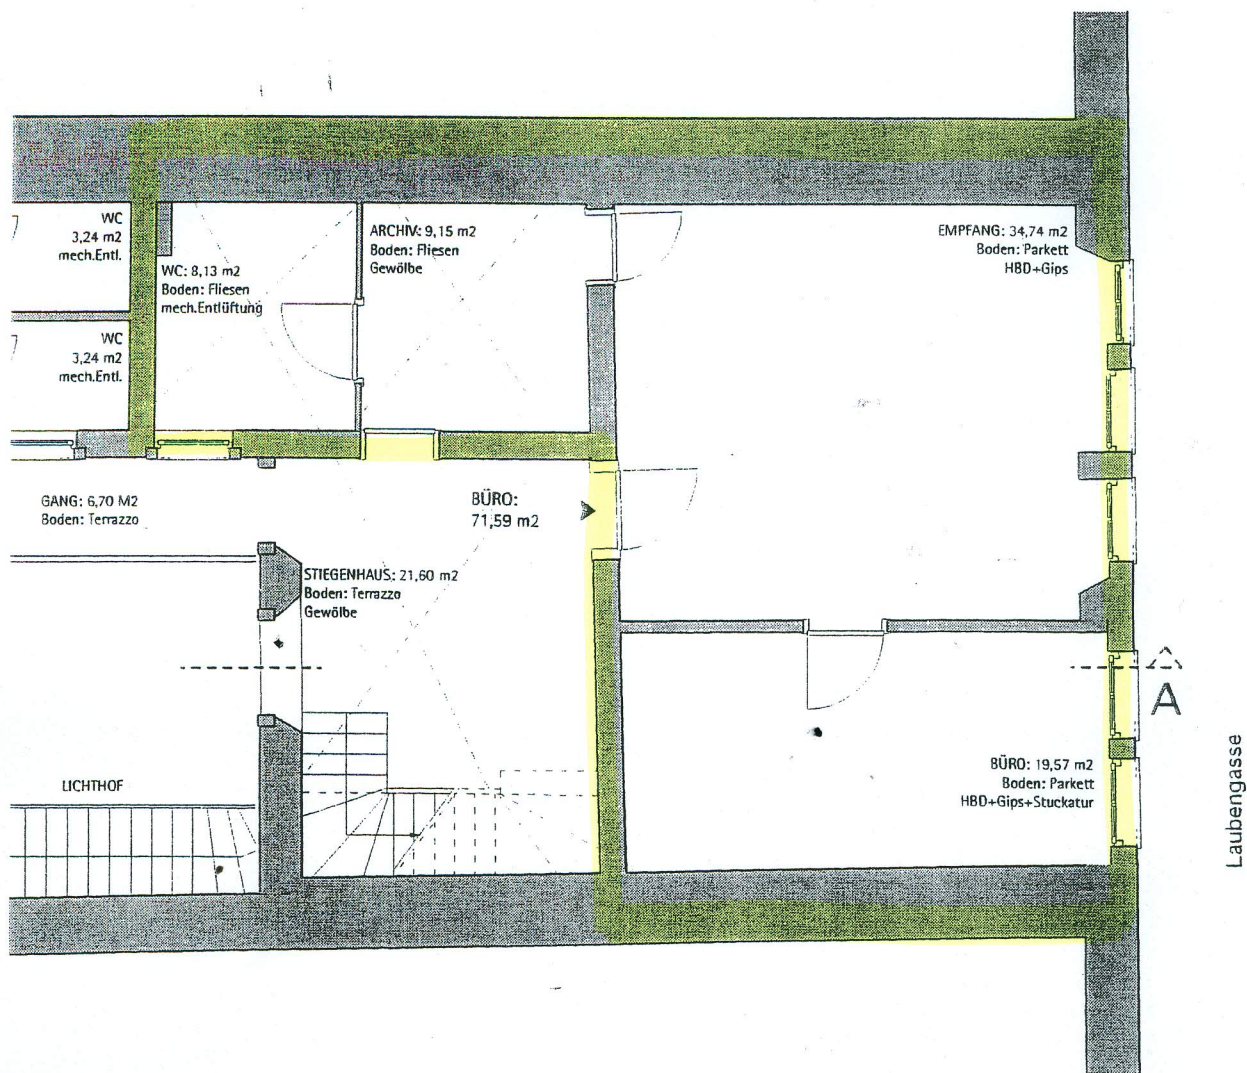 WC
3,24 m2
mech.Entl.
WC: 8,13 m2
Boden: Fliesen
mech.Entlüftung
ARCHIV: 9,15 m2
Boden: Fliesen
Gewölbe
EMPFANG: 34,74 m2
Boden: Parkett
HBD+Gips
WC
3,24 m2
mech.Entl.
GANG: 6,70 M2
Boden: Terrazzo
BÜRO:
71,59 m2
STIEGENHAUS: 21,60 m2
Boden: Terrazzo
Gewölbe
A
LICHTHOF
BÜRO: 19,57 m2
Boden: Parkett
HBD+Gips+Stuckatur
Laubengasse